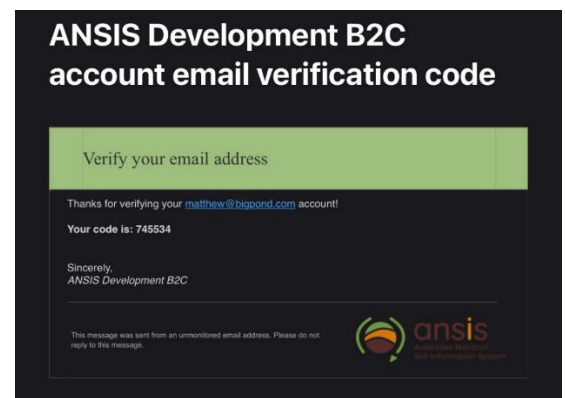 ANSIS Development B2C
account email verification code
Verify your email address
Thanks for verifying your matthew@bigpond.com account!
Your code is: 745534
Sincerely,
ANSIS Development B2C
This message was sent from an unmonitored email address. Please do not
reply to this message.
ansis
Australian National
Soil Information System